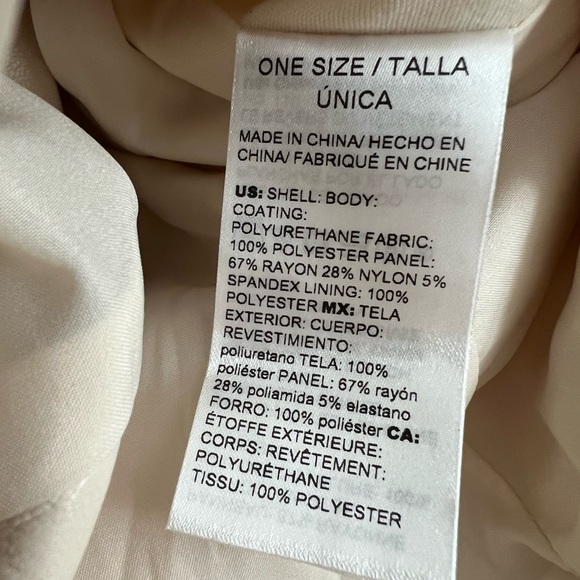 ONE SIZE / TALLA
ÚNICA
MADE IN CHINA/ HECHO EN
CHINA/ FABRIQUÉ EN CHINE
US: SHELL: BODY:
COATING:
POLYURETHANE FABRIC:
100% POLYESTER PANEL:
67% RAYON 28% NYLON 5%
SPANDEX LINING: 100%
POLYESTER MX: TELA
EXTERIOR: CUERPO:
REVESTIMIENTO:
poliuretano TELA: 100%
poliéster PANEL: 67% rayón
28% poliamida 5% elastano
FORRO: 100% poliéster CA:
ÉTOFFE EXTÉRIEURE:
CORPS: REVÊTEMENT:
POLYURÉTHANE
TISSU: 100% POLYESTER